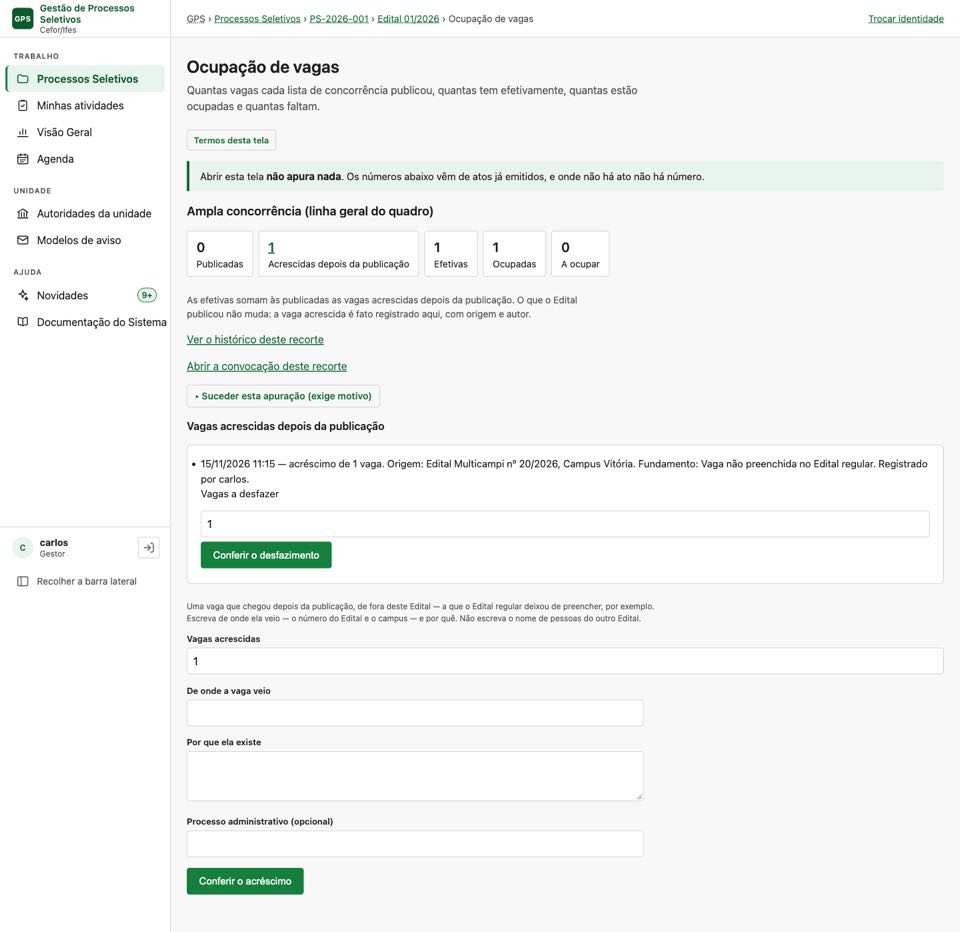 GPS
Gestão de Processos
Seletivos
Cefor/Ifes
GPS › Processos Seletivos › PS-2026-001 › Edital 01/2026 › Ocupação de vagas
Trocar identidade
TRABALHO
Processos Seletivos
Minhas atividades
Visão Geral
Agenda
UNIDADE
Autoridades da unidade
Modelos de aviso
AJUDA
Novidades
9+
Documentação do Sistema
C
carlos
Gestor
Recolher a barra lateral
Ocupação de vagas
Quantas vagas cada lista de concorrência publicou, quantas tem efetivamente, quantas estão
ocupadas e quantas faltam.
Termos desta tela
Abrir esta tela não apura nada. Os números abaixo vêm de atos já emitidos, e onde não há ato não há número.
Ampla concorrência (linha geral do quadro)
0
Publicadas
1
Acrescidas depois da publicação
1
Efetivas
1
Ocupadas
0
A ocupar
As efetivas somam às publicadas as vagas acrescidas depois da publicação. O que o Edital
publicou não muda: a vaga acrescida é fato registrado aqui, com origem e autor.
Ver o histórico deste recorte
Abrir a convocação deste recorte
▸ Suceder esta apuração (exige motivo)
Vagas acrescidas depois da publicação
• 15/11/2026 11:15 — acréscimo de 1 vaga. Origem: Edital Multicampi nº 20/2026, Campus Vitória. Fundamento: Vaga não preenchida no Edital regular. Registrado
por carlos.
Vagas a desfazer
1
Conferir o desfazimento
Uma vaga que chegou depois da publicação, de fora deste Edital — a que o Edital regular deixou de preencher, por exemplo.
Escreva de onde ela veio — o número do Edital e o campus — e por quê. Não escreva o nome de pessoas do outro Edital.
Vagas acrescidas
1
De onde a vaga veio
Por que ela existe
Processo administrativo (opcional)
Conferir o acréscimo